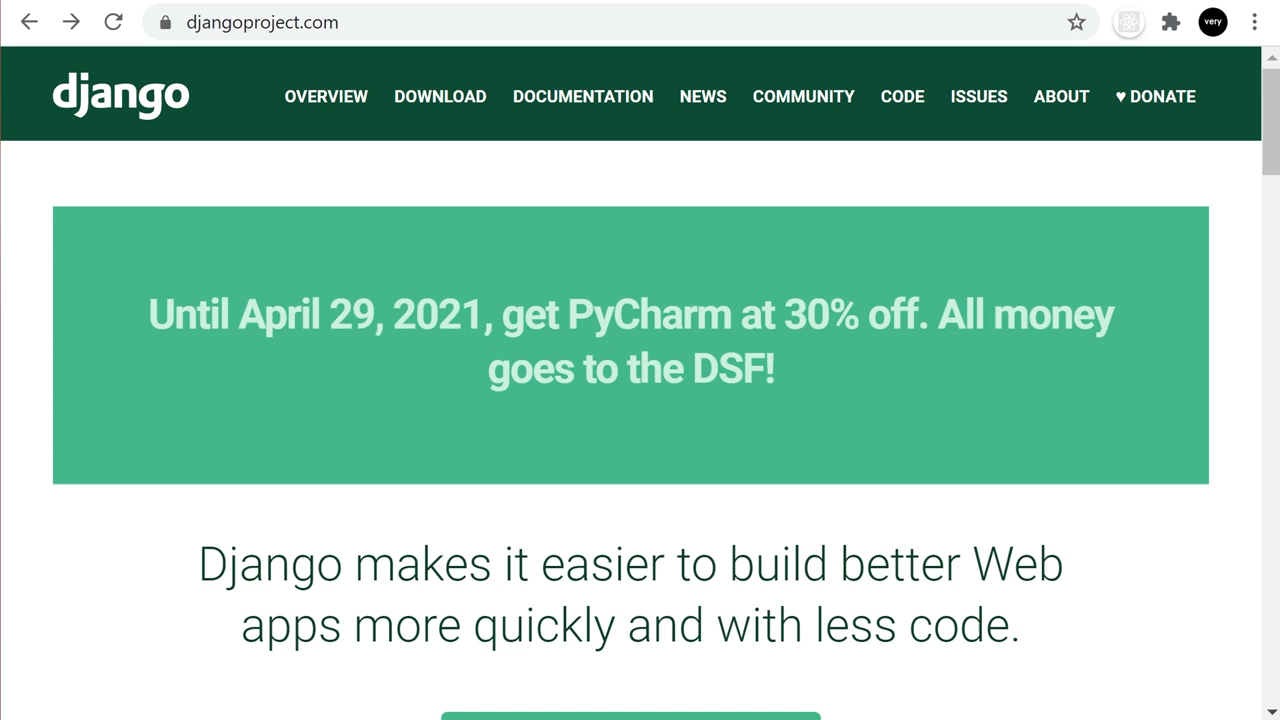 djangoproject.com
very
django OVERVIEW DOWNLOAD DOCUMENTATION NEWS COMMUNITY CODE ISSUES ABOUT ♥ DONATE
Until April 29, 2021, get PyCharm at 30% off. All money
goes to the DSF!
Django makes it easier to build better Web
apps more quickly and with less code.